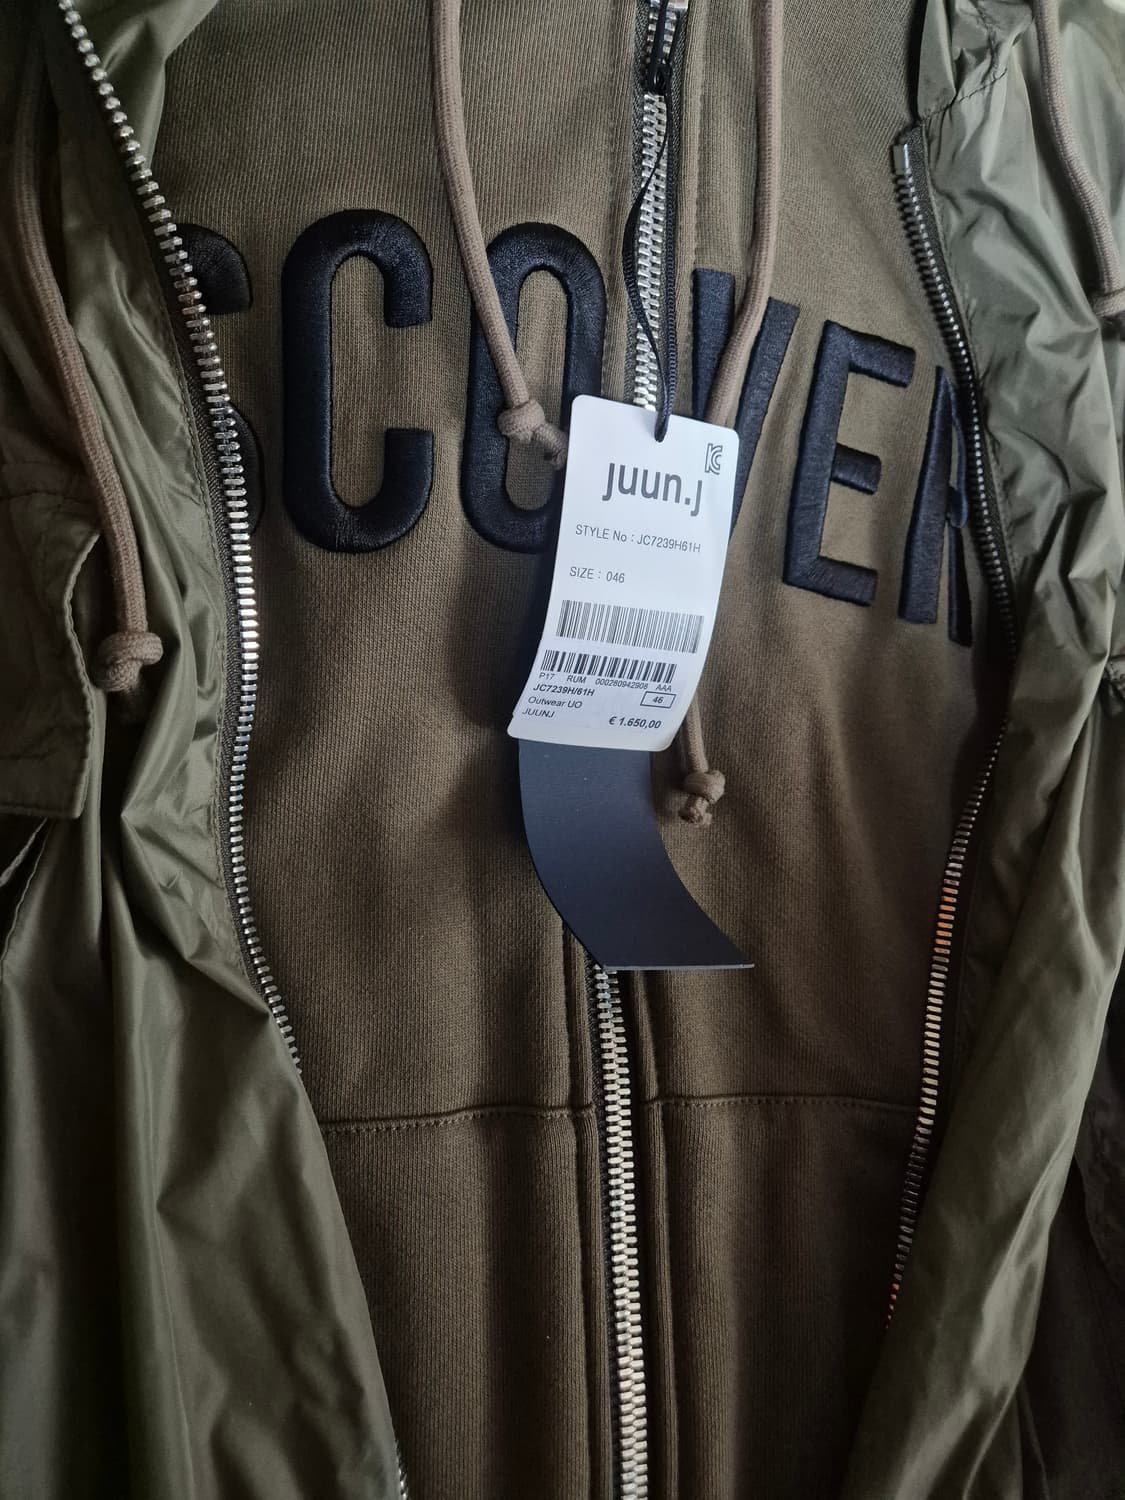 SCOVER
juun.j
STYLE No : JC7239H61H
SIZE : 046
P17 RUM 000280942908 AAA
JC7239H/61H
46
Outwear UO
JUUNJ
€ 1.650,00